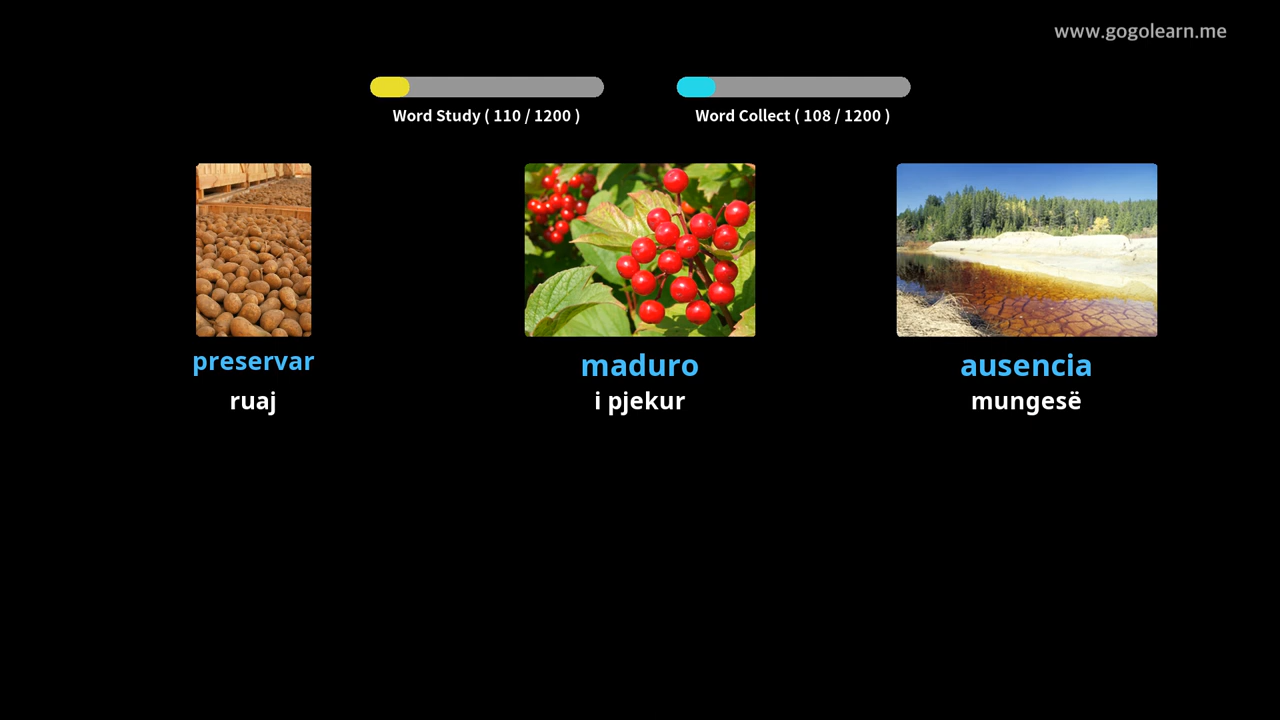 www.gogolearn.me
Word Study ( 110 / 1200 )
Word Collect ( 108 / 1200 )
preservar
ruaj
maduro
i pjekur
ausencia
mungesë